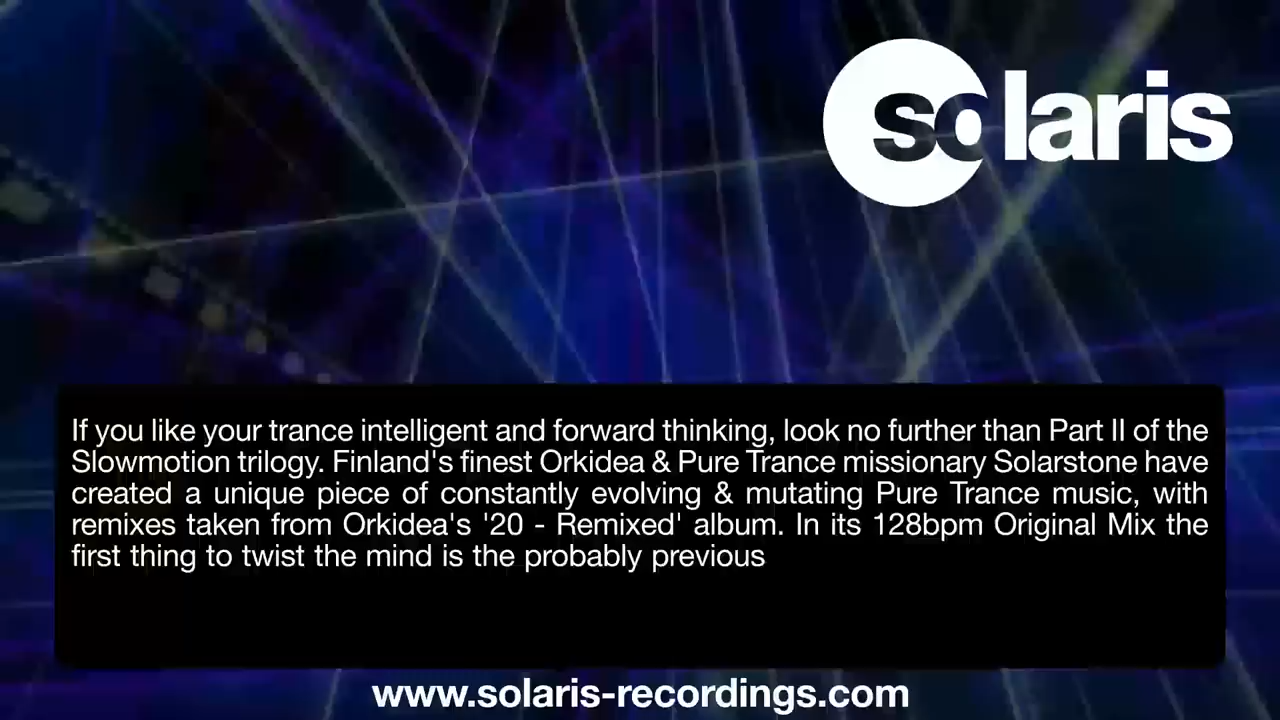 solaris
If you like your trance intelligent and forward thinking, look no further than Part II of the
Slowmotion trilogy. Finland's finest Orkidea & Pure Trance missionary Solarstone have
created a unique piece of constantly evolving & mutating Pure Trance music, with
remixes taken from Orkidea's '20 - Remixed' album. In its 128bpm Original Mix the
first thing to twist the mind is the probably previous
www.solaris-recordings.com